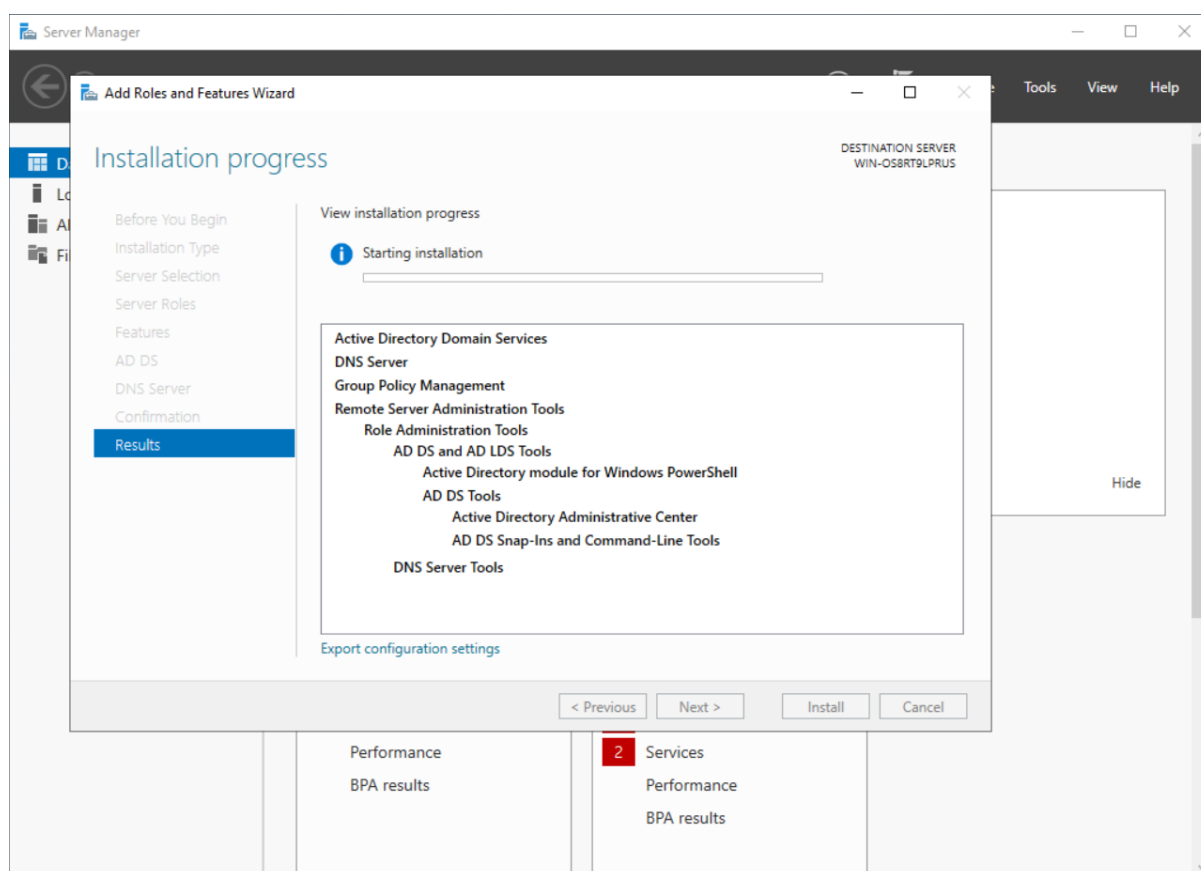 Server Manager
Add Roles and Features Wizard
Tools View Help
Installation progress
DESTINATION SERVER
WIN-OS8RT9LPRUS
Before You Begin
Installation Type
Server Selection
Server Roles
Features
AD DS
DNS Server
Confirmation
Results
View installation progress
Starting installation
Active Directory Domain Services
DNS Server
Group Policy Management
Remote Server Administration Tools
Role Administration Tools
AD DS and AD LDS Tools
Active Directory module for Windows PowerShell
AD DS Tools
Active Directory Administrative Center
AD DS Snap-Ins and Command-Line Tools
DNS Server Tools
Export configuration settings
< Previous Next > Install Cancel
Hide
Performance
BPA results
2 Services
Performance
BPA results